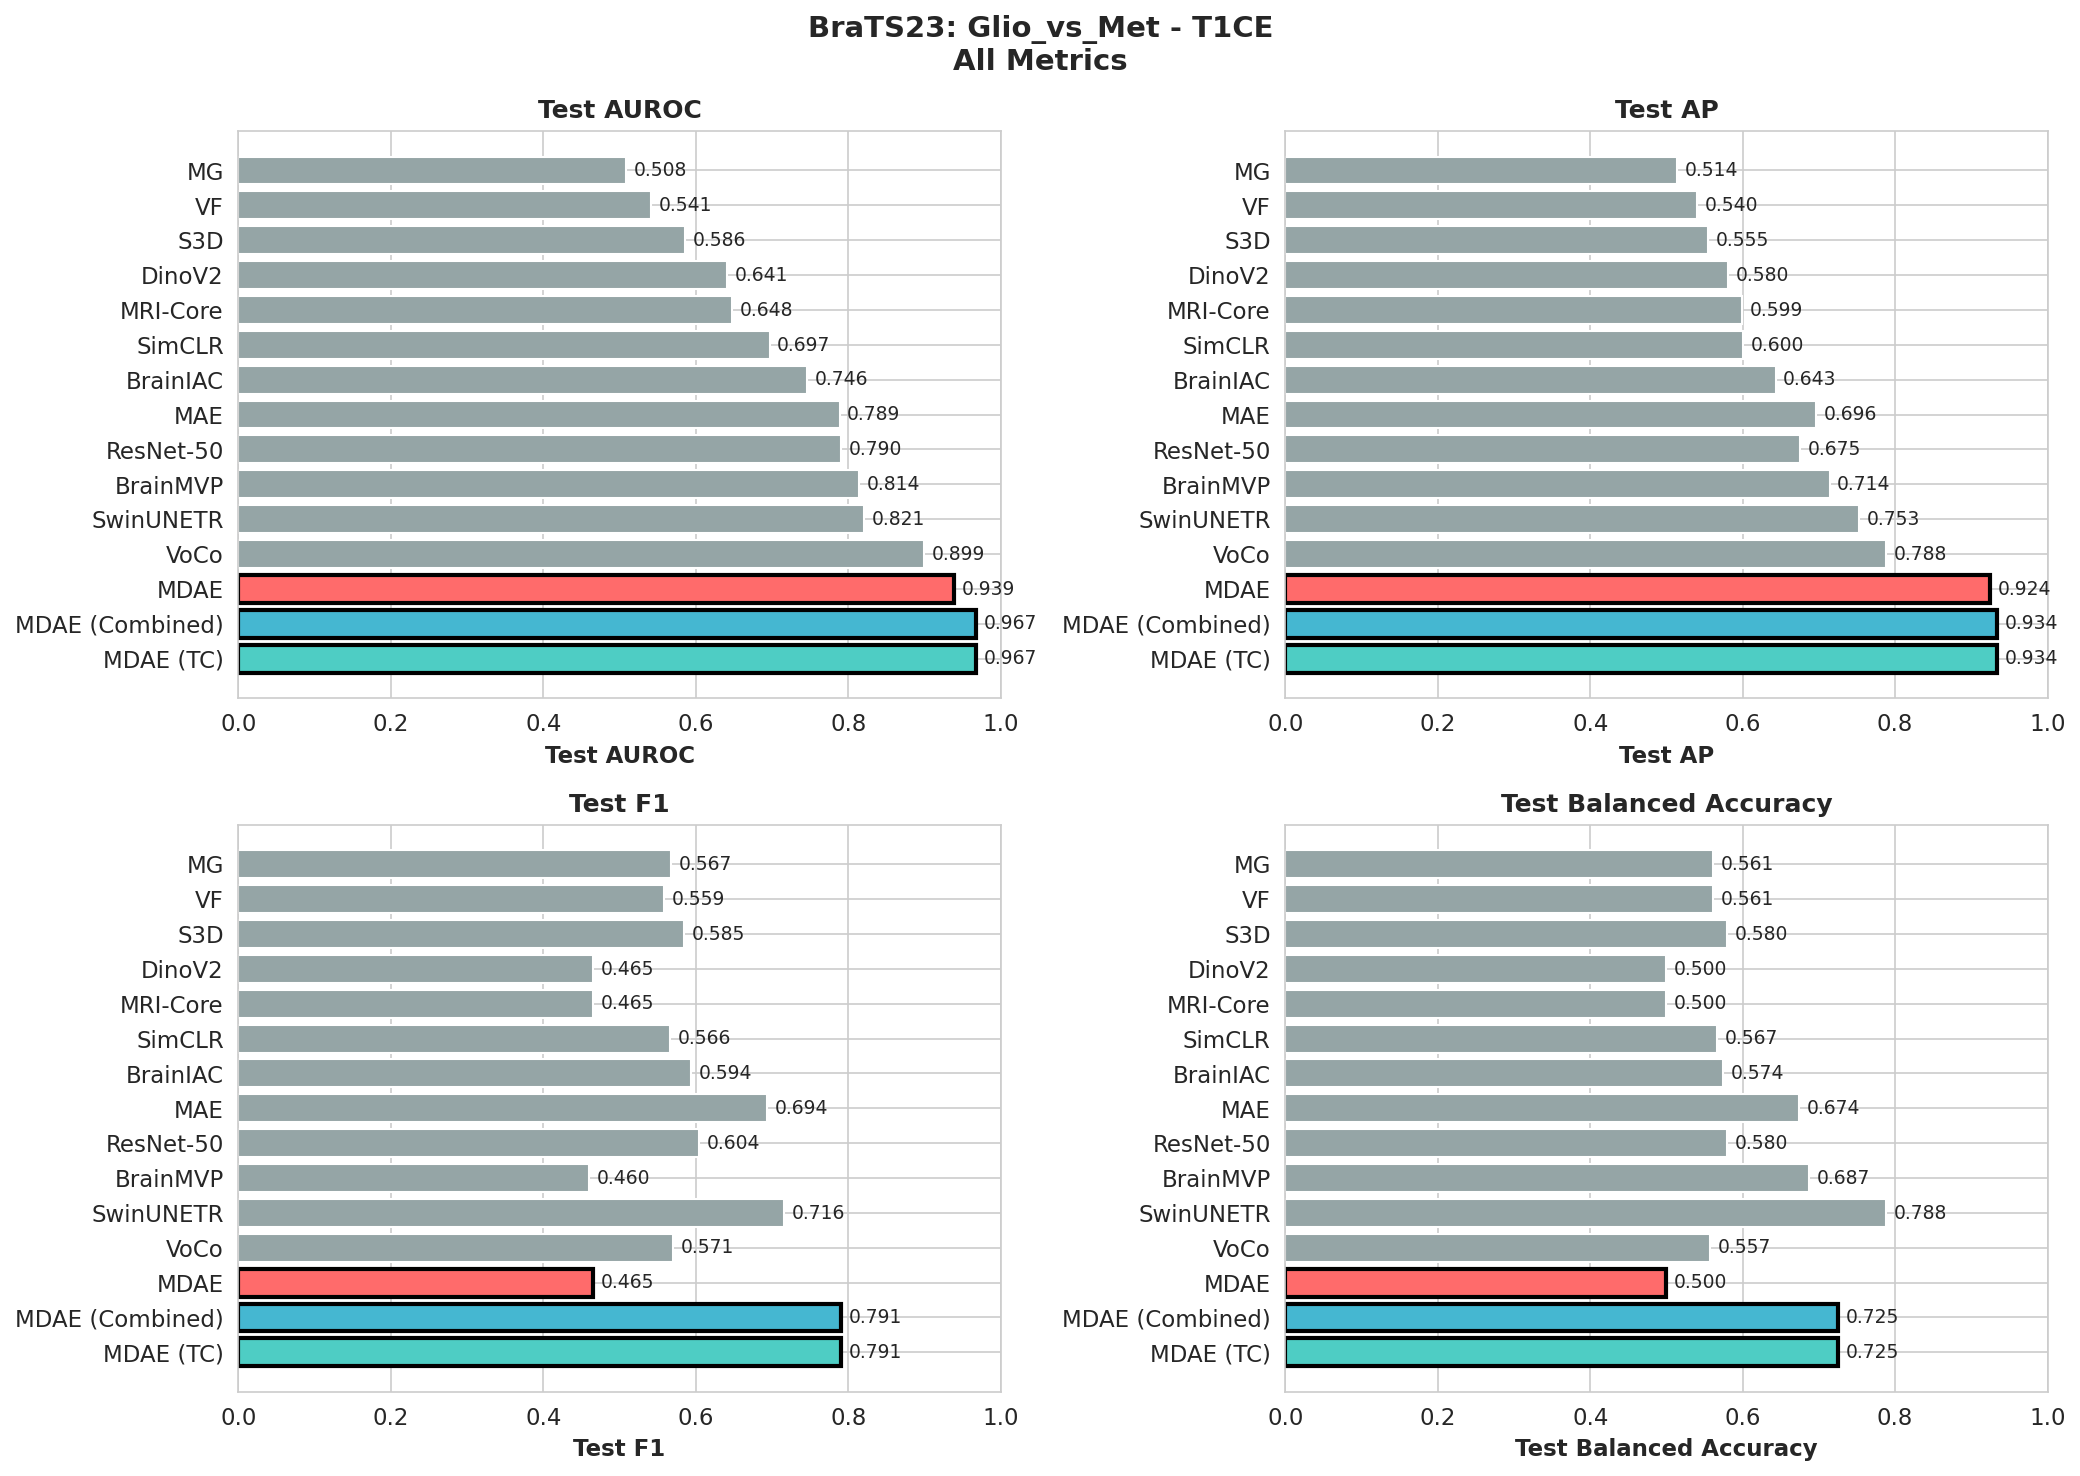 BraTS23: Glio_vs_Met - T1CE
All Metrics
Test AUROC
MG 0.508
VF 0.541
S3D 0.586
DinoV2 0.641
MRI-Core 0.648
SimCLR 0.697
BrainIAC 0.746
MAE 0.789
ResNet-50 0.790
BrainMVP 0.814
SwinUNETR 0.821
VoCo 0.899
MDAE 0.939
MDAE (Combined) 0.967
MDAE (TC) 0.967
0.0 0.2 0.4 0.6 0.8 1.0
Test AUROC
Test AP
MG 0.514
VF 0.540
S3D 0.555
DinoV2 0.580
MRI-Core 0.599
SimCLR 0.600
BrainIAC 0.643
MAE 0.696
ResNet-50 0.675
BrainMVP 0.714
SwinUNETR 0.753
VoCo 0.788
MDAE 0.924
MDAE (Combined) 0.934
MDAE (TC) 0.934
0.0 0.2 0.4 0.6 0.8 1.0
Test AP
Test F1
MG 0.567
VF 0.559
S3D 0.585
DinoV2 0.465
MRI-Core 0.465
SimCLR 0.566
BrainIAC 0.594
MAE 0.694
ResNet-50 0.604
BrainMVP 0.460
SwinUNETR 0.716
VoCo 0.571
MDAE 0.465
MDAE (Combined) 0.791
MDAE (TC) 0.791
0.0 0.2 0.4 0.6 0.8 1.0
Test F1
Test Balanced Accuracy
MG 0.561
VF 0.561
S3D 0.580
DinoV2 0.500
MRI-Core 0.500
SimCLR 0.567
BrainIAC 0.574
MAE 0.674
ResNet-50 0.580
BrainMVP 0.687
SwinUNETR 0.788
VoCo 0.557
MDAE 0.500
MDAE (Combined) 0.725
MDAE (TC) 0.725
0.0 0.2 0.4 0.6 0.8 1.0
Test Balanced Accuracy